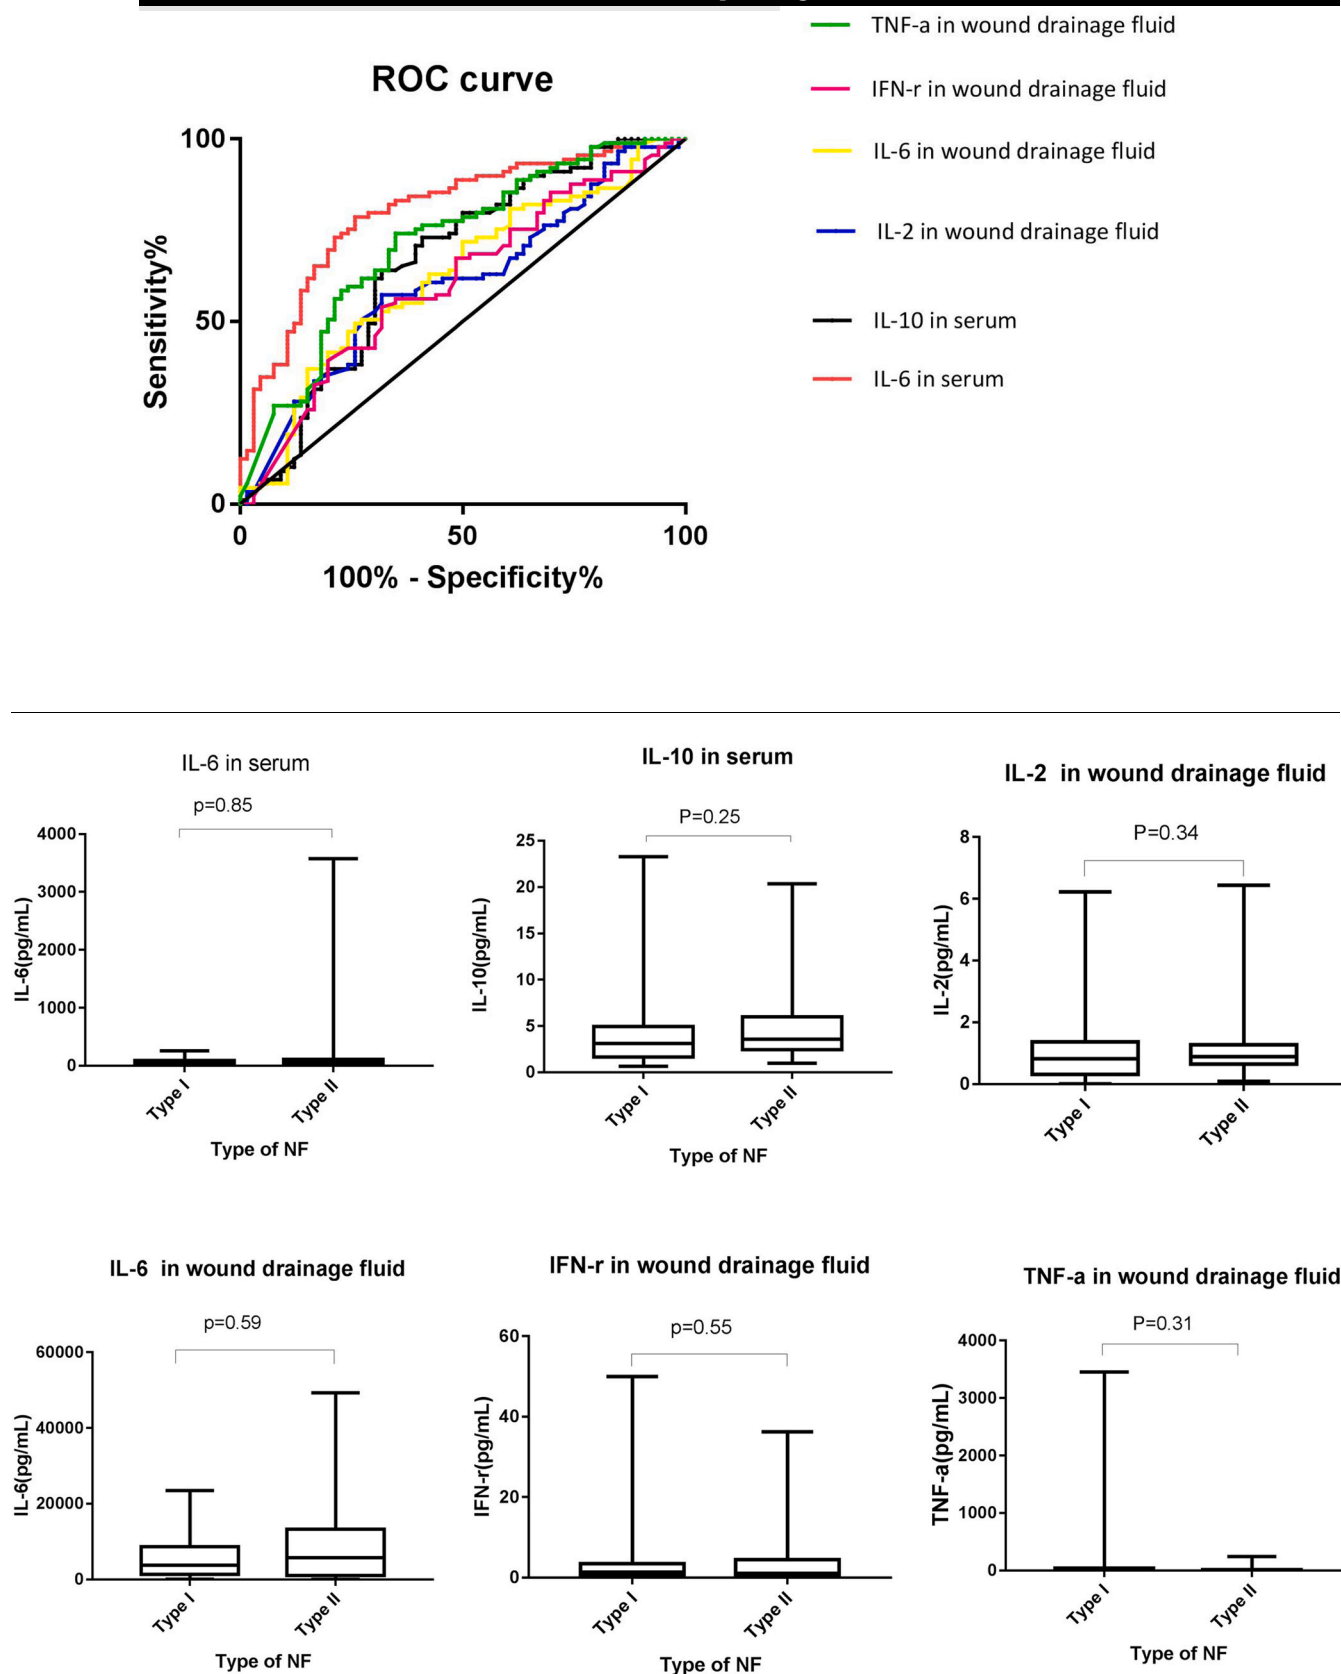 TNF-a in wound drainage fluid
ROC curve
IFN-r in wound drainage fluid
IL-6 in wound drainage fluid
IL-2 in wound drainage fluid
IL-10 in serum
IL-6 in serum
100
50
0
Sensitivity%
0 50 100
100% - Specificity%
IL-6 in serum
p=0.85
4000
3000
2000
1000
0
IL-6(pg/mL)
Type I
Type II
Type of NF
IL-10 in serum
P=0.25
25
20
15
10
5
0
IL-10(pg/mL)
Type I
Type II
Type of NF
IL-2 in wound drainage fluid
P=0.34
8
6
4
2
0
IL-2(pg/mL)
Type I
Type II
IL-6 in wound drainage fluid
p=0.59
60000
40000
20000
0
IL-6(pg/mL)
Type I
Type II
Type of NF
IFN-r in wound drainage fluid
p=0.55
60
40
20
0
IFN-r(pg/mL)
Type I
Type II
Type of NF
TNF-a in wound drainage fluid
P=0.31
4000
3000
2000
1000
0
TNF-a(pg/mL)
Type I
Type II
Type of NF